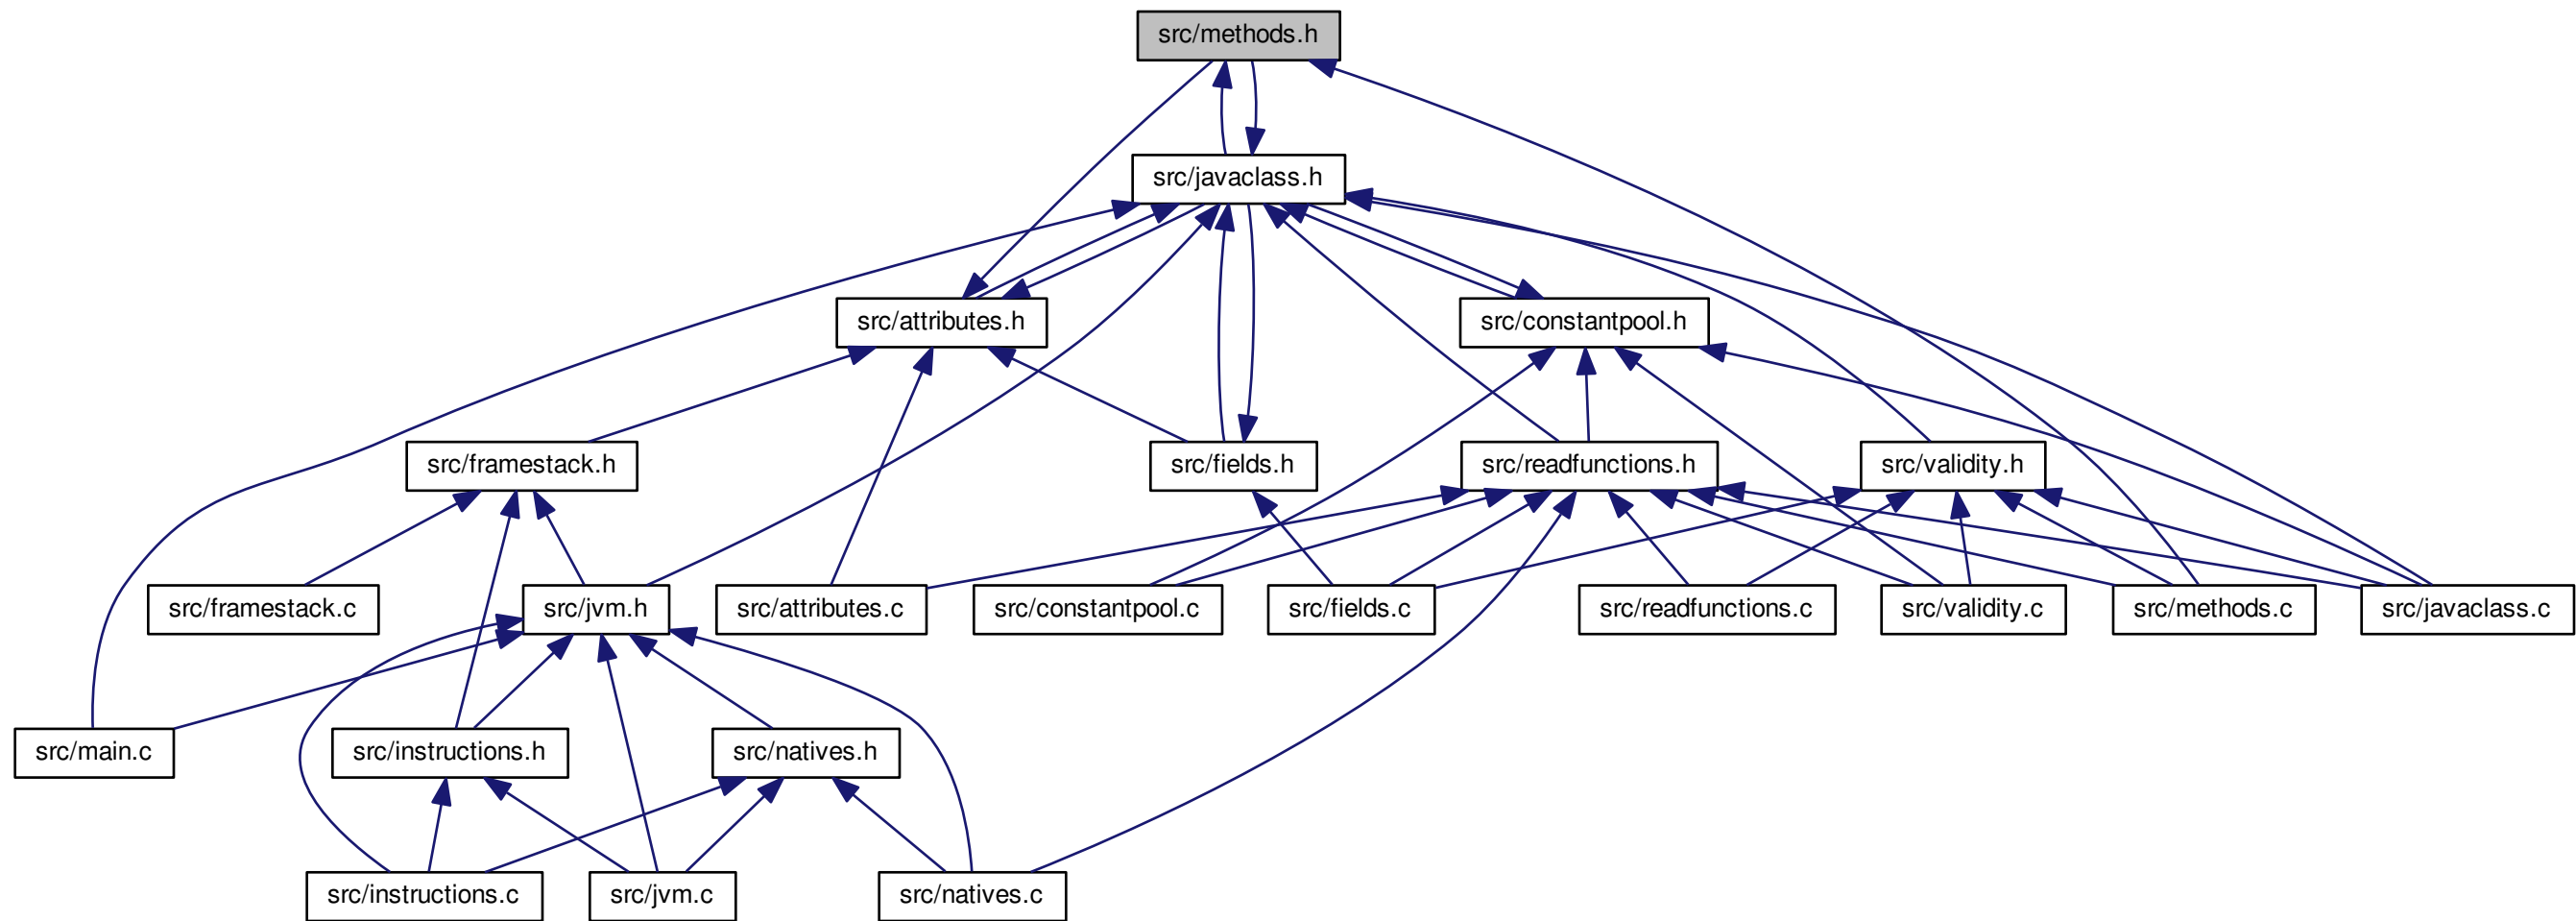 src/methods.h
src/javaclass.h
src/attributes.h
src/constantpool.h
src/framestack.h
src/fields.h
src/readfunctions.h
src/validity.h
src/framestack.c
src/jvm.h
src/attributes.c
src/constantpool.c
src/fields.c
src/readfunctions.c
src/validity.c
src/methods.c
src/javaclass.c
src/main.c
src/instructions.h
src/natives.h
src/instructions.c
src/jvm.c
src/natives.c